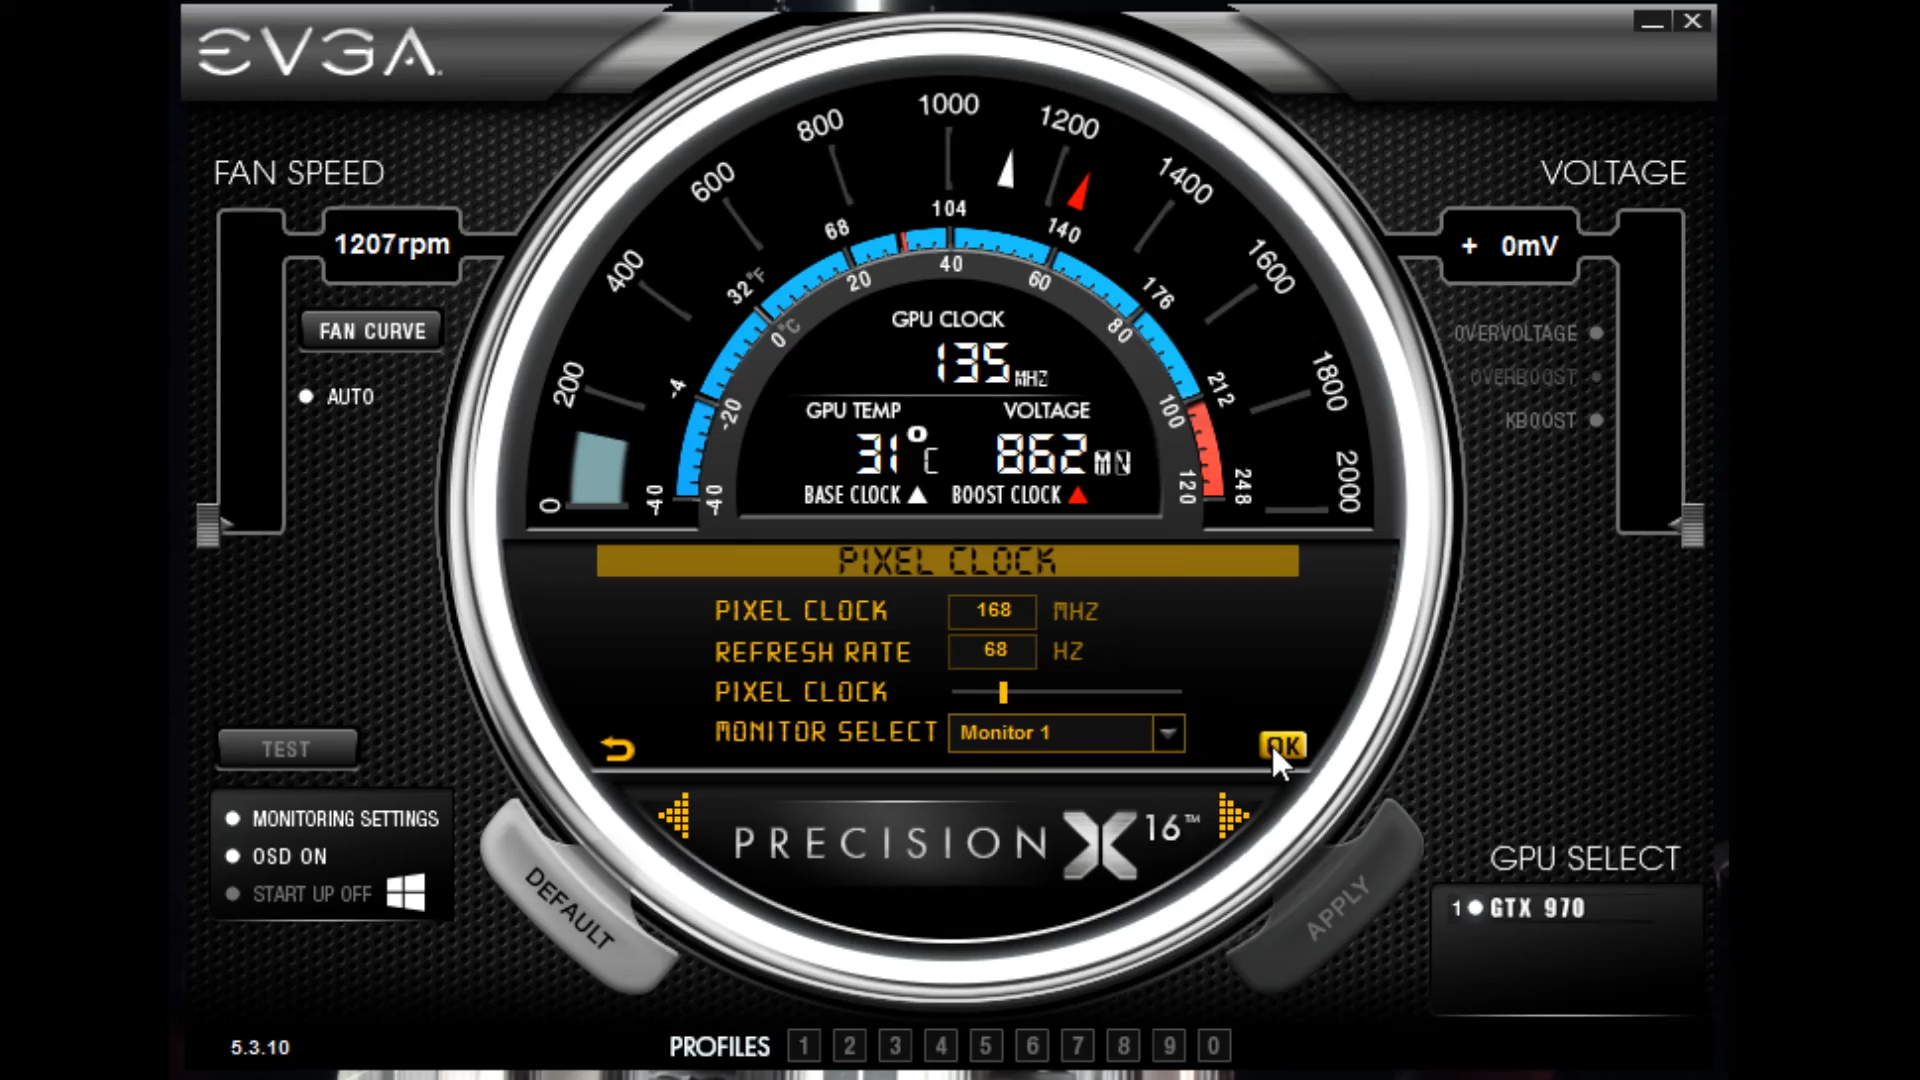 EVGA
FAN SPEED
1207rpm
FAN CURVE
AUTO
0 200 400 600 800 1000 1200 1400 1600 1800 2000
-40 -4 32°F 68 104 140 176 212 248
-40 -20 0°C 20 40 60 80 100 120
GPU CLOCK
135 MHZ
GPU TEMP VOLTAGE
31°C 862
BASE CLOCK BOOST CLOCK
VOLTAGE
+ 0mV
OVERVOLTAGE
OVERBOOST
KBOOST
PIXEL CLOCK
PIXEL CLOCK 168 MHZ
REFRESH RATE 68 HZ
PIXEL CLOCK
MONITOR SELECT Monitor 1
OK
PRECISION X 16™
TEST
MONITORING SETTINGS
OSD ON
START UP OFF
DEFAULT
APPLY
GPU SELECT
1 GTX 970
5.3.10
PROFILES 1 2 3 4 5 6 7 8 9 0